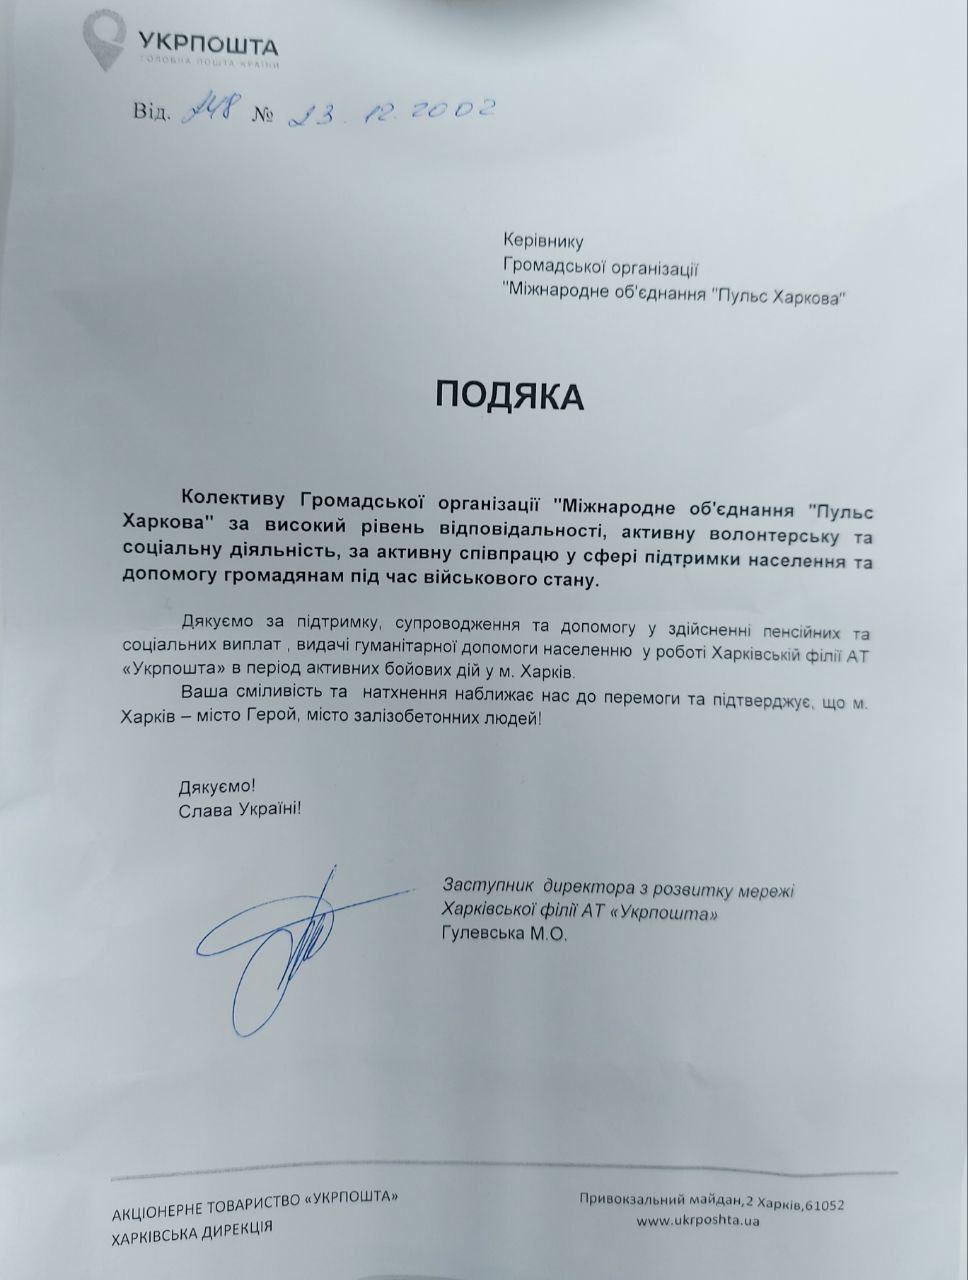 УКРПОШТА
ГОЛОВНА ПОШТА КРАЇНИ
Від. 248 № 23.12.2002
Керівнику
Громадської організації
"Міжнародне об'єднання "Пульс Харкова"
ПОДЯКА
Колективу Громадської організації "Міжнародне об'єднання "Пульс
Харкова" за високий рівень відповідальності, активну волонтерську та
соціальну діяльність, за активну співпрацю у сфері підтримки населення та
допомогу громадянам під час військового стану.
Дякуємо за підтримку, супроводження та допомогу у здійсненні пенсійних та
соціальних виплат , видачі гуманітарної допомоги населенню у роботі Харківській філії АТ
«Укрпошта» в період активних бойових дій у м. Харків.
Ваша сміливість та натхнення наближає нас до перемоги та підтверджує, що м.
Харків – місто Герой, місто залізобетонних людей!
Дякуємо!
Слава Україні!
Заступник директора з розвитку мережі
Харківської філії АТ «Укрпошта»
Гулевська М.О.
АКЦІОНЕРНЕ ТОВАРИСТВО «УКРПОШТА»
ХАРКІВСЬКА ДИРЕКЦІЯ
Привокзальний майдан,2 Харків,61052
www.ukrposhta.ua